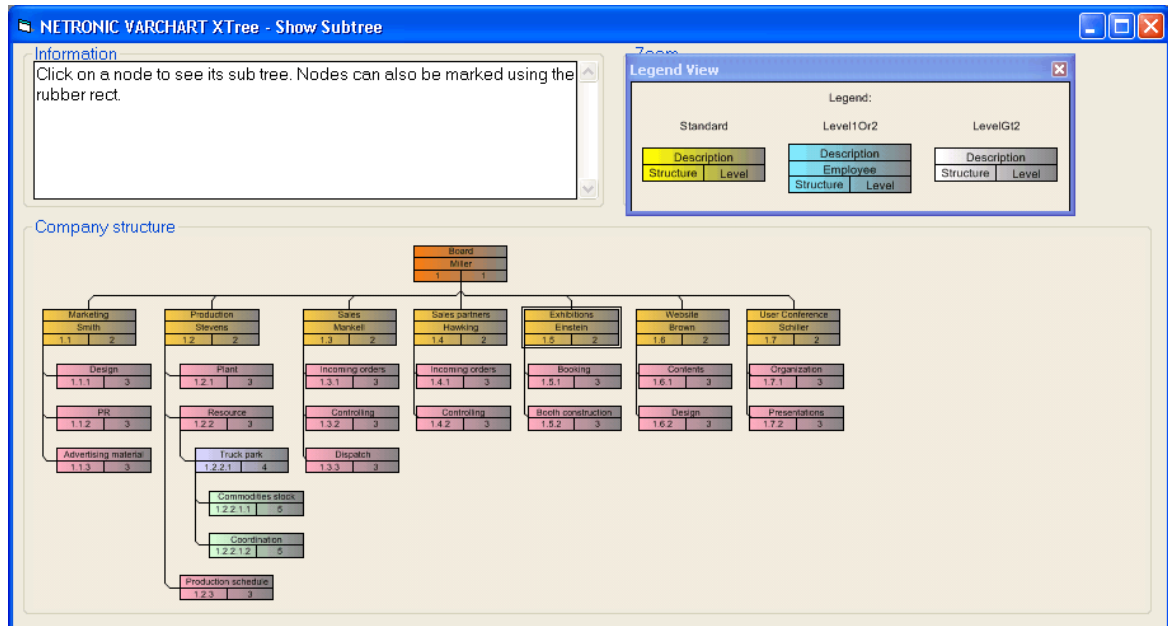 NETRONIC VARCHART XTree - Show Subtree
Information
Click on a node to see its sub tree. Nodes can also be marked using the
rubber rect.
Zoom
Legend View
Legend:
Standard Level1Or2 LevelGt2
Description
Structure Level
Description
Employee
Structure Level
Description
Structure Level
Company structure
Board
Miller
1 1
Marketing Production Sales Sales partners Exhibitions Website User Conference
Smith Stevens Mankell Hawking Einstein Brown Schiller
1.1 2 1.2 2 1.3 2 1.4 2 1.5 2 1.6 2 1.7 2
Design Plant Incoming orders Incoming orders Booking Contents Organization
1.1.1 3 1.2.1 3 1.3.1 3 1.4.1 3 1.5.1 3 1.6.1 3 1.7.1 3
PR Resource Controlling Controlling Booth construction Design Presentations
1.1.2 3 1.2.2 3 1.3.2 3 1.4.2 3 1.5.2 3 1.6.2 3 1.7.2 3
Advertising material Truck park Dispatch
1.1.3 3 1.2.2.1 4 1.3.3 3
Commodities stock
1.2.2.1.1 5
Coordination
1.2.2.1.2 5
Production schedule
1.2.3 3